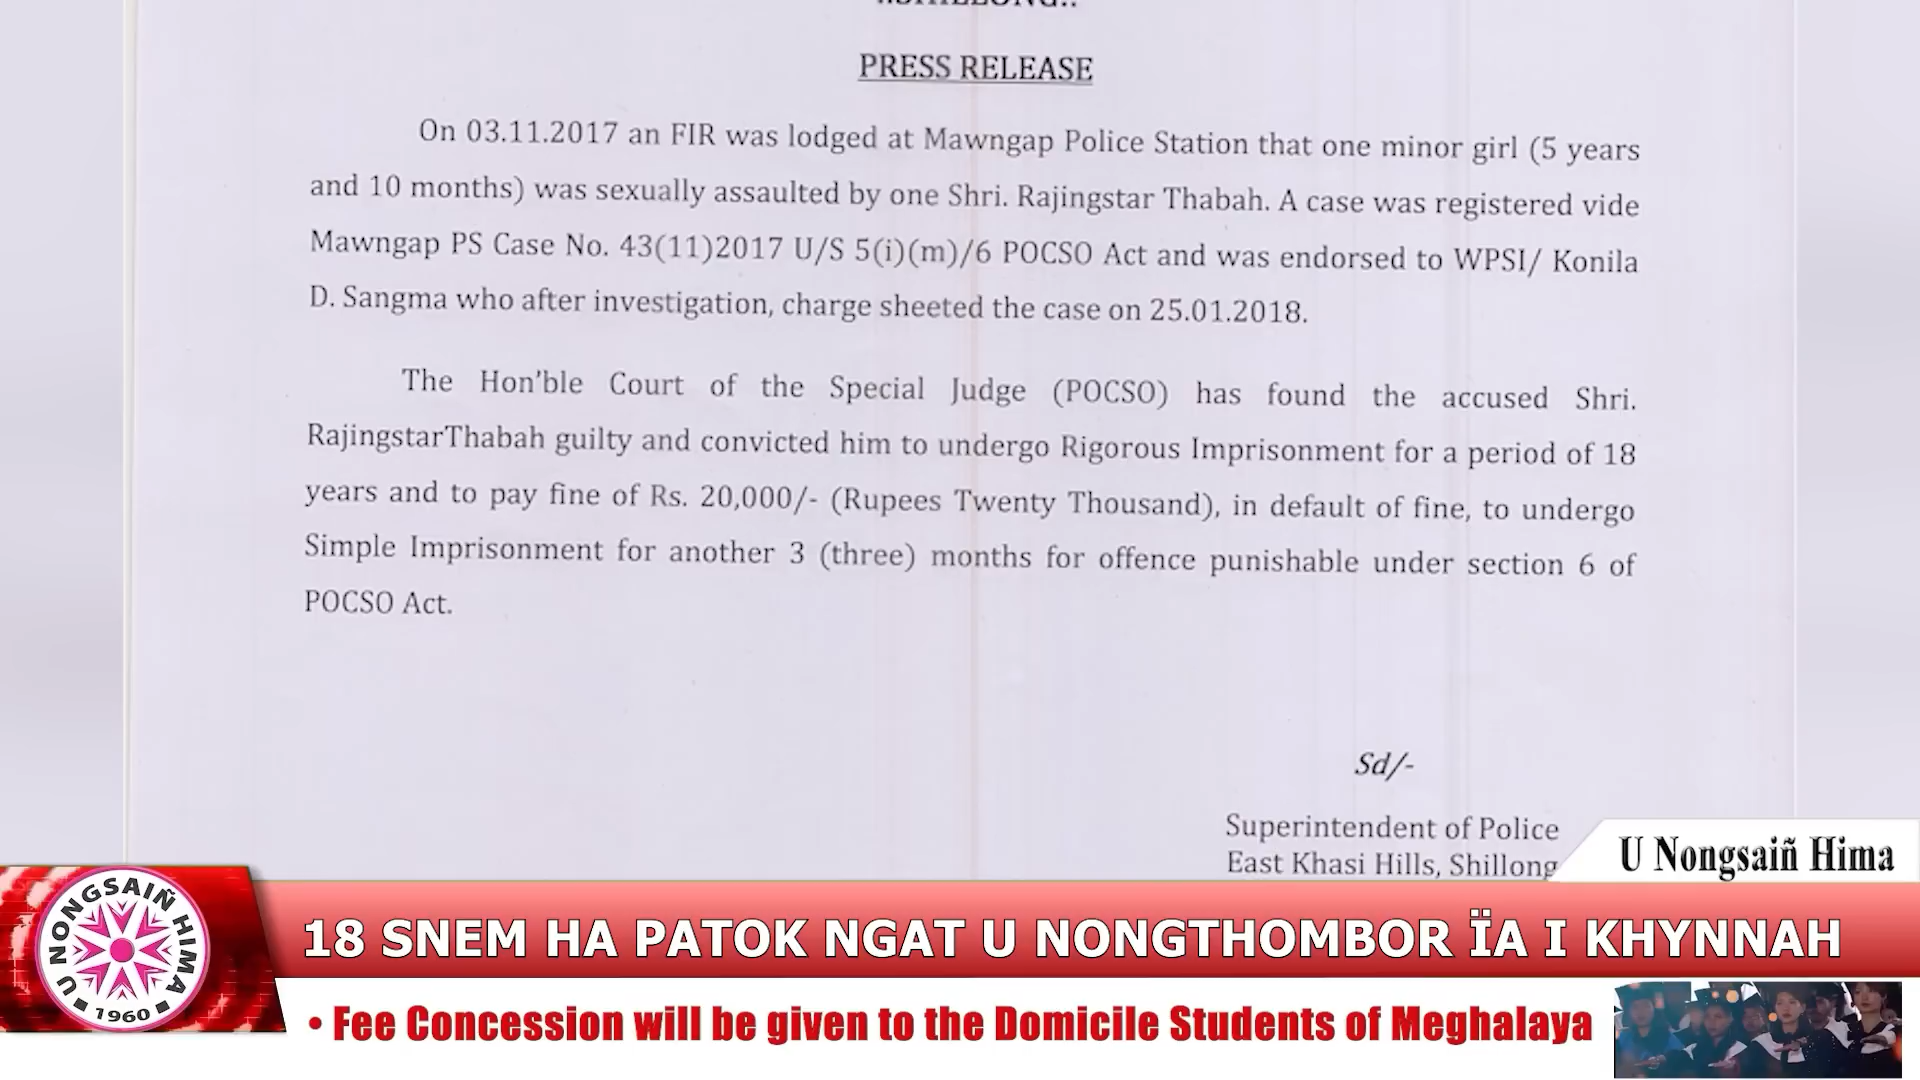 ..SHILLONG..
PRESS RELEASE
On 03.11.2017 an FIR was lodged at Mawngap Police Station that one minor girl (5 years
and 10 months) was sexually assaulted by one Shri. Rajingstar Thabah. A case was registered vide
Mawngap PS Case No. 43(11)2017 U/S 5(i)(m)/6 POCSO Act and was endorsed to WPSI/ Konila
D. Sangma who after investigation, charge sheeted the case on 25.01.2018.
The Hon'ble Court of the Special Judge (POCSO) has found the accused Shri.
RajingstarThabah guilty and convicted him to undergo Rigorous Imprisonment for a period of 18
years and to pay fine of Rs. 20,000/- (Rupees Twenty Thousand), in default of fine, to undergo
Simple Imprisonment for another 3 (three) months for offence punishable under section 6 of
POCSO Act.
Sd/-
Superintendent of Police
East Khasi Hills, Shillong
U Nongsaiñ Hima
U NONGSAIÑ HIMA
1960
18 SNEM HA PATOK NGAT U NONGTHOMBOR ÏA I KHYNNAH
• Fee Concession will be given to the Domicile Students of Meghalaya